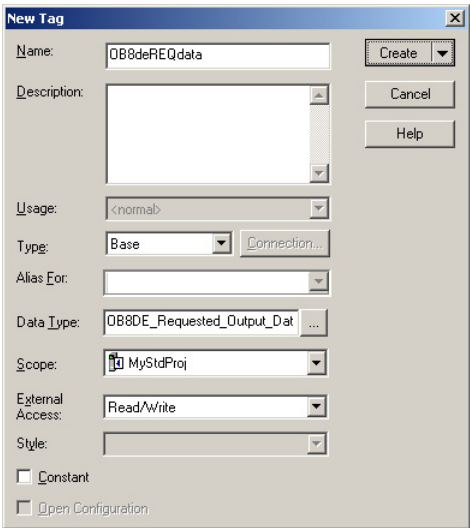 New Tag
Name: OB8deREQdata Create
Description: Cancel
Help
Usage: <normal>
Type: Base Connection...
Alias For:
Data Type: OB8DE_Requested_Output_Dat ...
Scope: MyStdProj
External
Access: Read/Write
Style:
Constant
Open Configuration